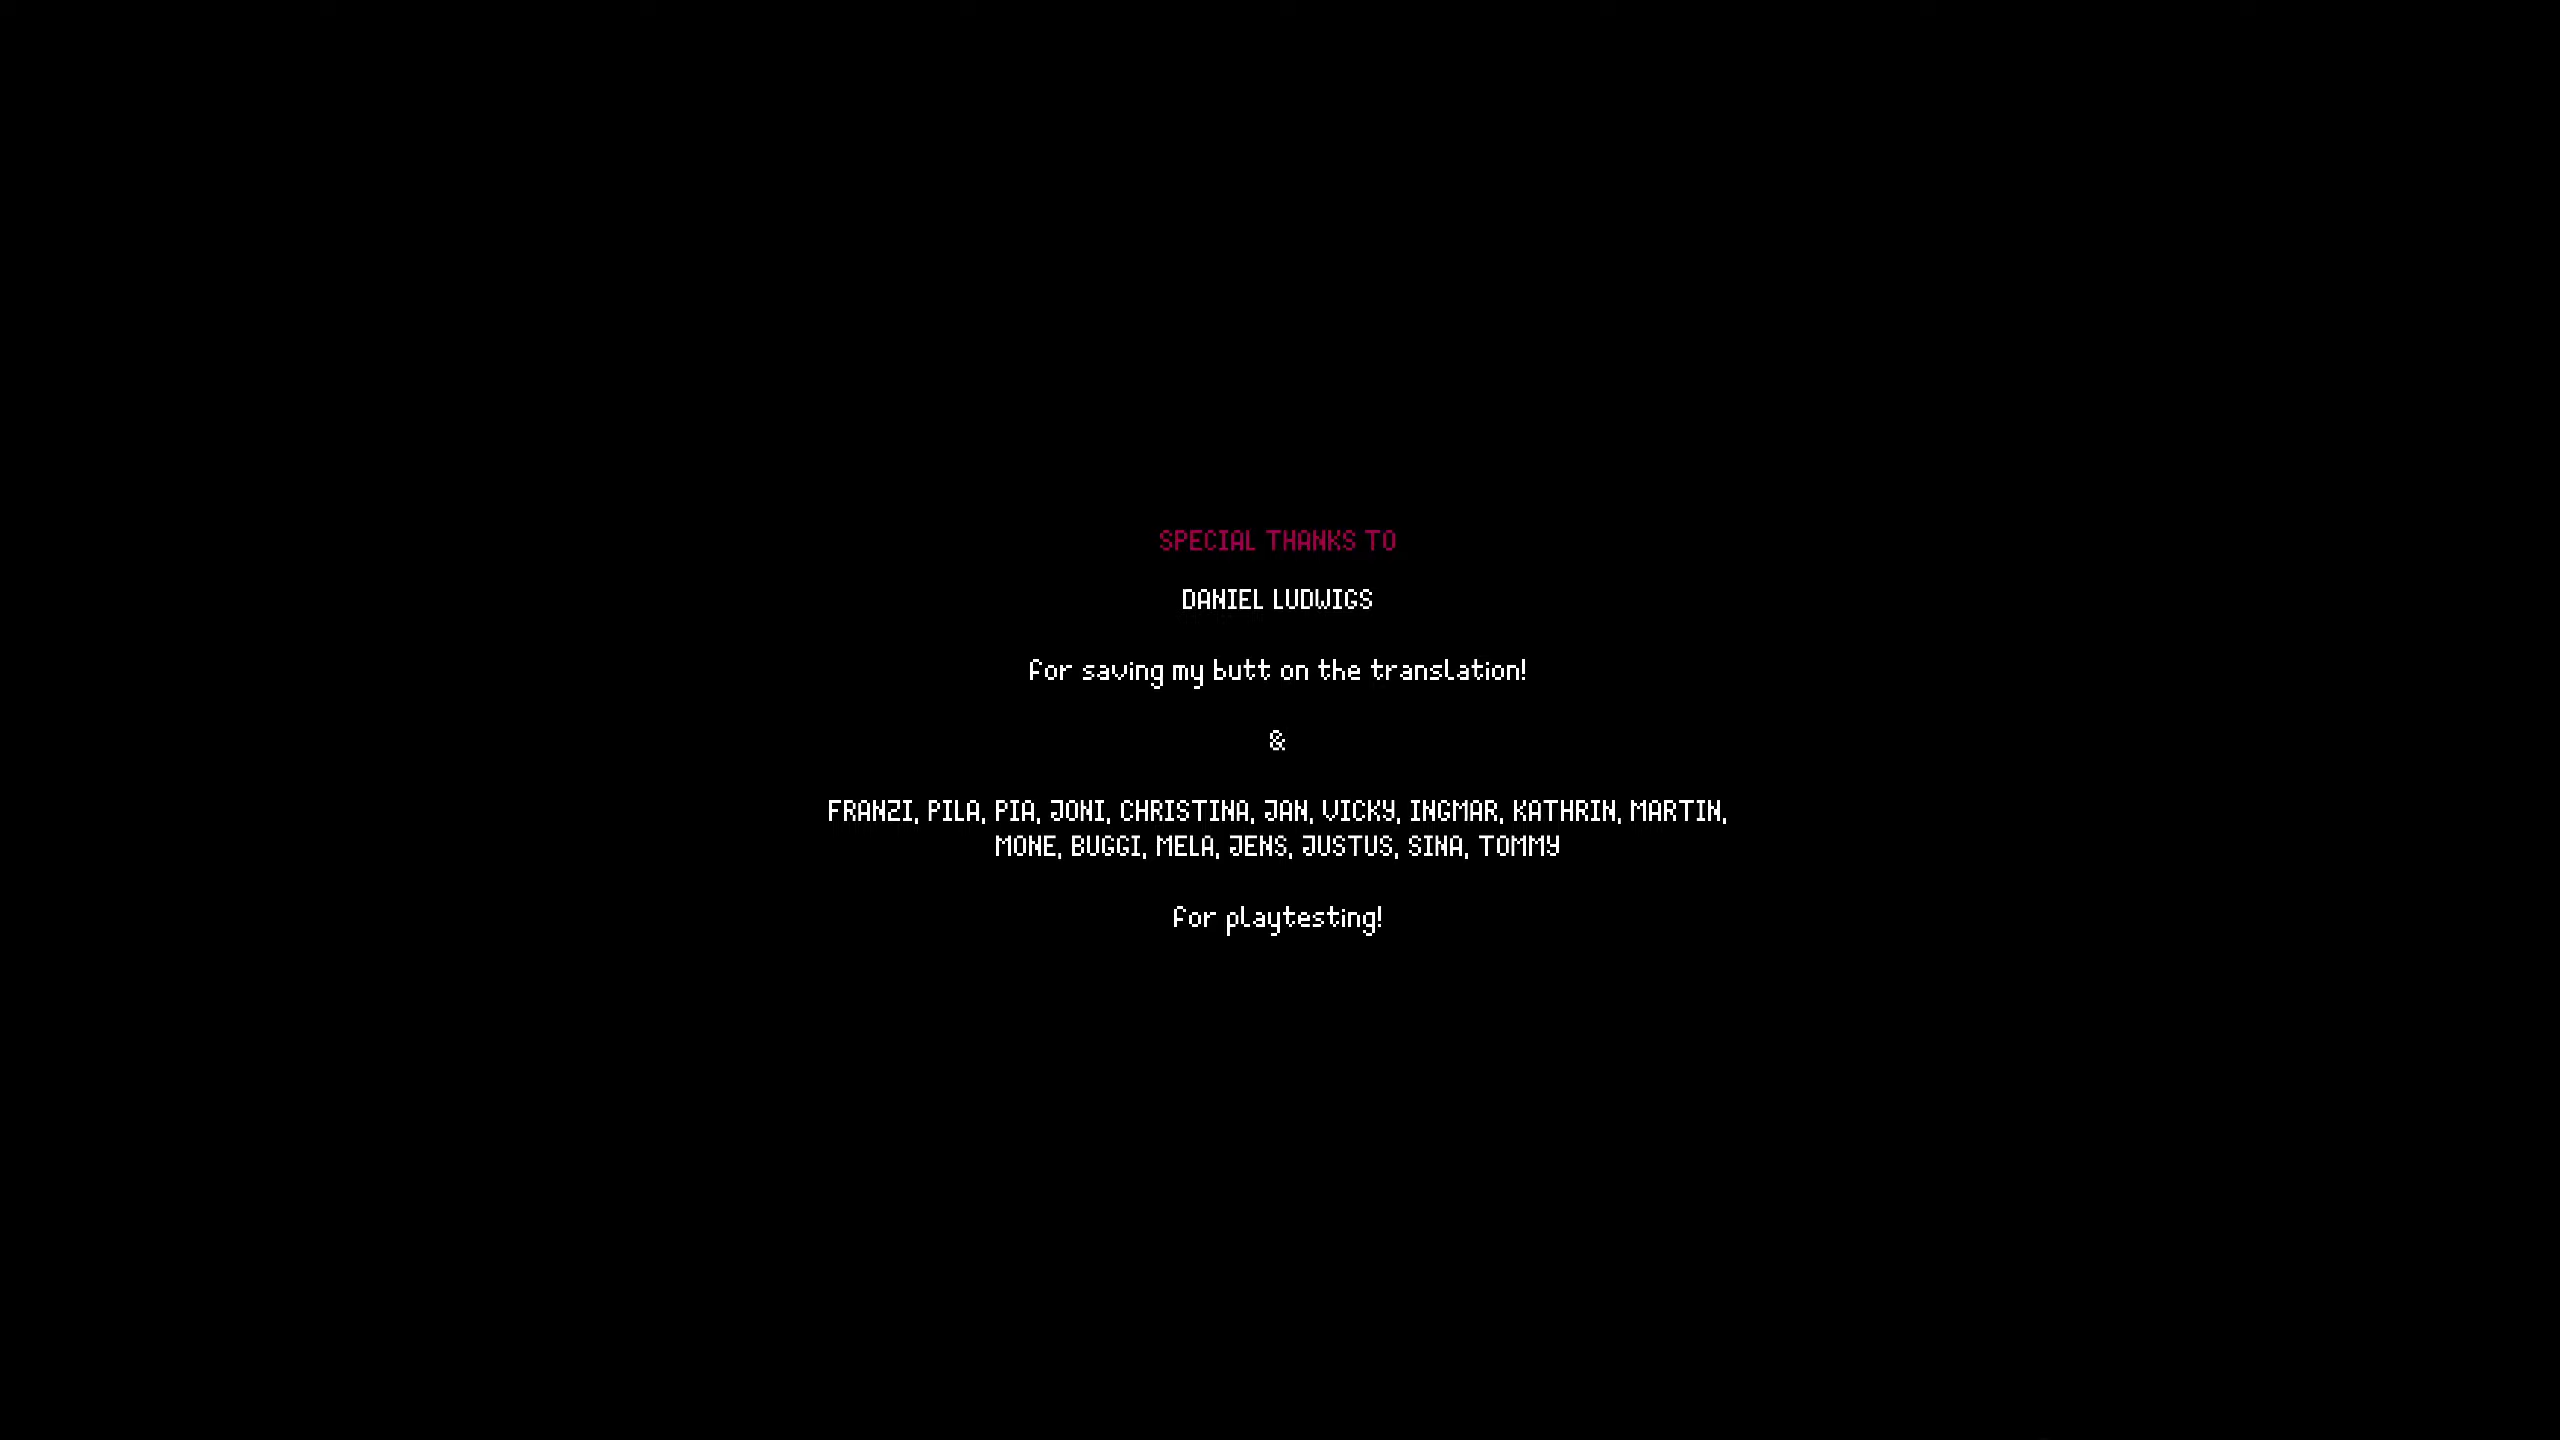 SPECIAL THANKS TO
DANIEL LUDWIGS
for saving my butt on the translation!
&
FRANZI, PILA, PIA, JONI, CHRISTINA, JAN, VICKY, INGMAR, KATHRIN, MARTIN,
MONE, BUGGI, MELA, JENS, JUSTUS, SINA, TOMMY
for playtesting!